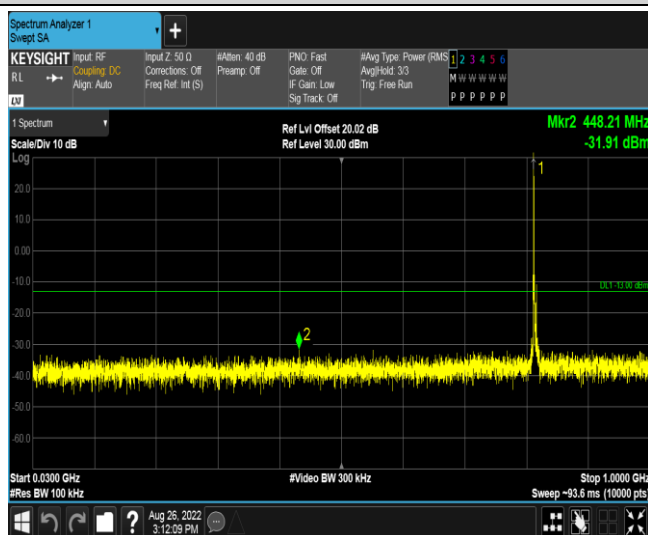 Spectrum Analyzer 1
Swept SA
+
KEYSIGHT
RL
LXI
Input: RF
Coupling: DC
Align: Auto
Input Z: 50 Ω
Corrections: Off
Freq Ref: Int (S)
#Atten: 40 dB
Preamp: Off
PNO: Fast
Gate: Off
IF Gain: Low
Sig Track: Off
#Avg Type: Power (RMS
Avg|Hold: 3/3
Trig: Free Run
1 2 3 4 5 6
M W W W W W
P P P P P P
1 Spectrum
Scale/Div 10 dB
Ref Lvl Offset 20.02 dB
Ref Level 30.00 dBm
Mkr2 448.21 MHz
-31.91 dBm
Log
1
20.0
10.0
0.00
-10.0
DL1 -13.00 dBm
-20.0
2
-30.0
-40.0
-50.0
-60.0
Start 0.0300 GHz
#Res BW 100 kHz
#Video BW 300 kHz
Stop 1.0000 GHz
Sweep ~93.6 ms (10000 pts)
?
Aug 26, 2022
3:12:09 PM